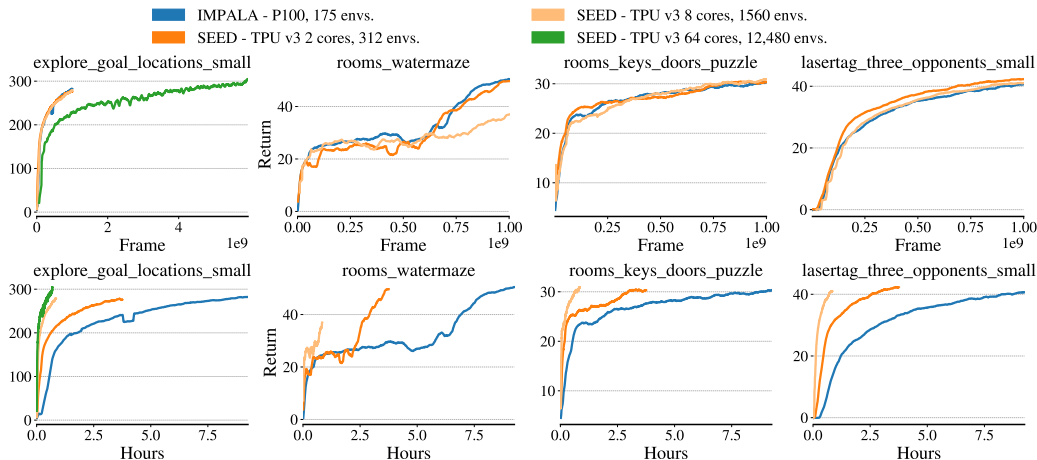 IMPALA - P100, 175 envs.
SEED - TPU v3 2 cores, 312 envs.
SEED - TPU v3 8 cores, 1560 envs.
SEED - TPU v3 64 cores, 12,480 envs.
explore_goal_locations_small
300
200
100
0
0 2 4
1e9
Frame
rooms_watermaze
Return
40
20
0
0.00 0.25 0.50 0.75 1.00
1e9
Frame
rooms_keys_doors_puzzle
30
20
10
0.25 0.50 0.75 1.00
1e9
Frame
lasertag_three_opponents_small
40
20
0
0.25 0.50 0.75 1.00
1e9
Frame
explore_goal_locations_small
300
200
100
0
0.0 2.5 5.0 7.5
Hours
rooms_watermaze
Return
40
20
0
0.0 2.5 5.0 7.5
Hours
rooms_keys_doors_puzzle
30
20
10
0.0 2.5 5.0 7.5
Hours
lasertag_three_opponents_small
40
20
0
0.0 2.5 5.0 7.5
Hours